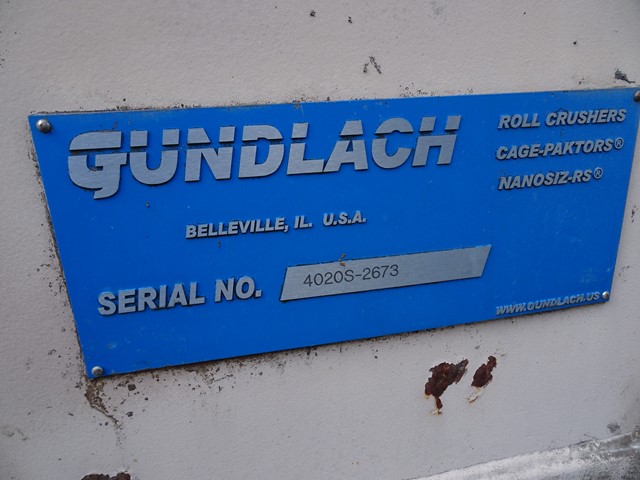 GUNDLACH
ROLL CRUSHERS
CAGE-PAKTORS®
NANOSIZ-RS®
BELLEVILLE, IL. U.S.A.
SERIAL NO. 4020S-2673
WWW.GUNDLACH.US